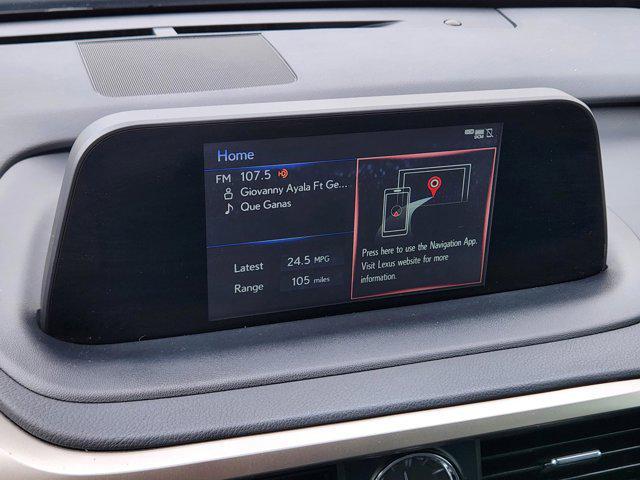 Home
FM 107.5
Giovanny Ayala Ft Ge...
Que Ganas
Latest 24.5 MPG
Range 105 miles
Press here to use the Navigation App.
Visit Lexus website for more
information.